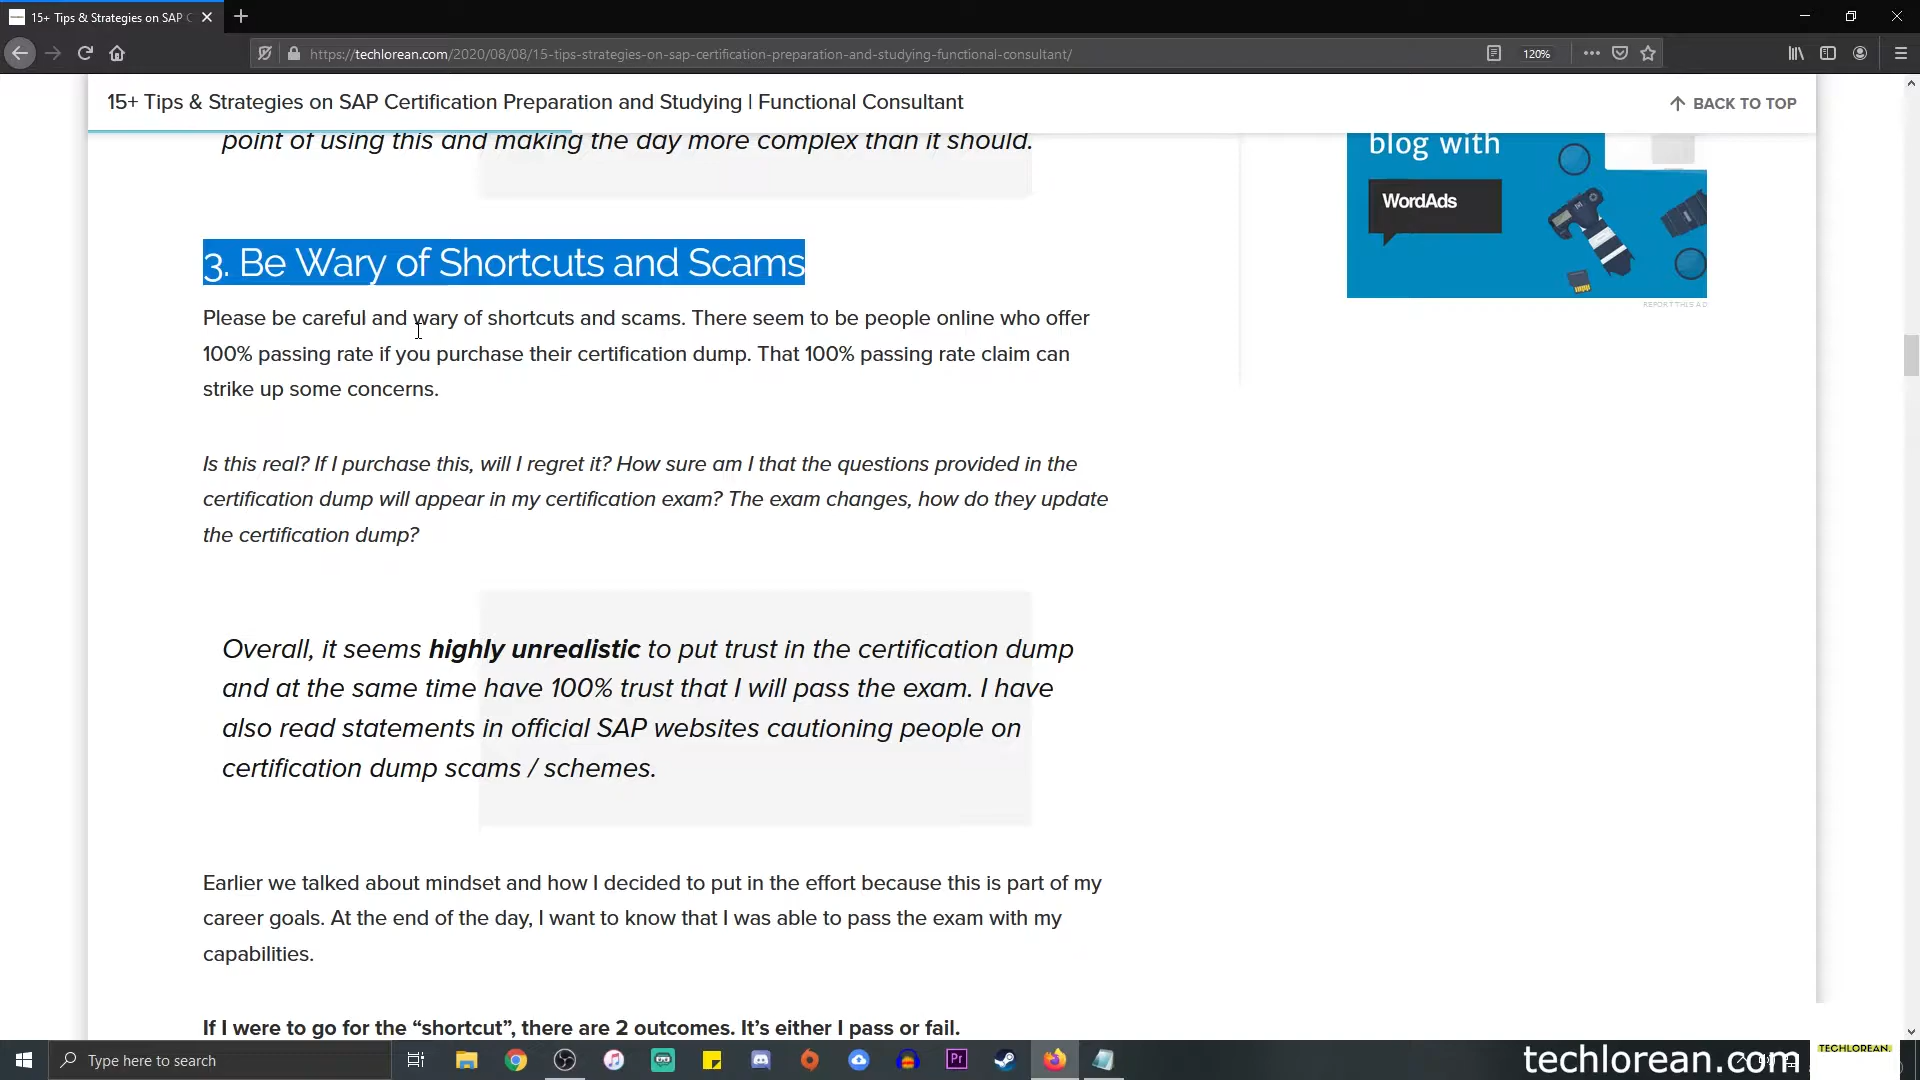 15+ Tips & Strategies on SAP C
https://techlorean.com/2020/08/08/15-tips-strategies-on-sap-certification-preparation-and-studying-functional-consultant/
120%
15+ Tips & Strategies on SAP Certification Preparation and Studying | Functional Consultant
BACK TO TOP
point of using this and making the day more complex than it should.
blog with
WordAds
REPORT THIS AD
3. Be Wary of Shortcuts and Scams
Please be careful and wary of shortcuts and scams. There seem to be people online who offer
100% passing rate if you purchase their certification dump. That 100% passing rate claim can
strike up some concerns.
Is this real? If I purchase this, will I regret it? How sure am I that the questions provided in the
certification dump will appear in my certification exam? The exam changes, how do they update
the certification dump?
Overall, it seems highly unrealistic to put trust in the certification dump
and at the same time have 100% trust that I will pass the exam. I have
also read statements in official SAP websites cautioning people on
certification dump scams / schemes.
Earlier we talked about mindset and how I decided to put in the effort because this is part of my
career goals. At the end of the day, I want to know that I was able to pass the exam with my
capabilities.
If I were to go for the “shortcut”, there are 2 outcomes. It’s either I pass or fail.
Type here to search
Pr
techlorean.com
TECHLOREAN.